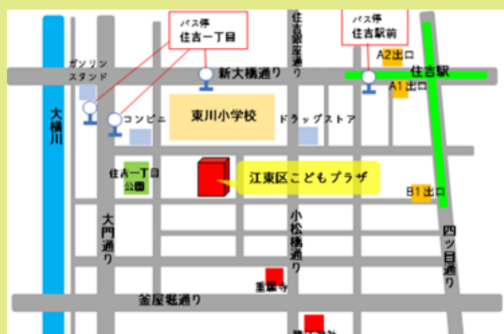 バス停
住吉一丁目
住吉銀座通り
バス停
住吉駅前
A2出口
ガソリン
スタンド
新大橋通り
住吉駅
A1出口
大横川
コンビニ
東川小学校
ドラッグストア
住吉一丁目
公園
江東区こどもプラザ
B1出口
大門通り
小松橋通り
四ツ目通り
重願寺
釜屋堀通り